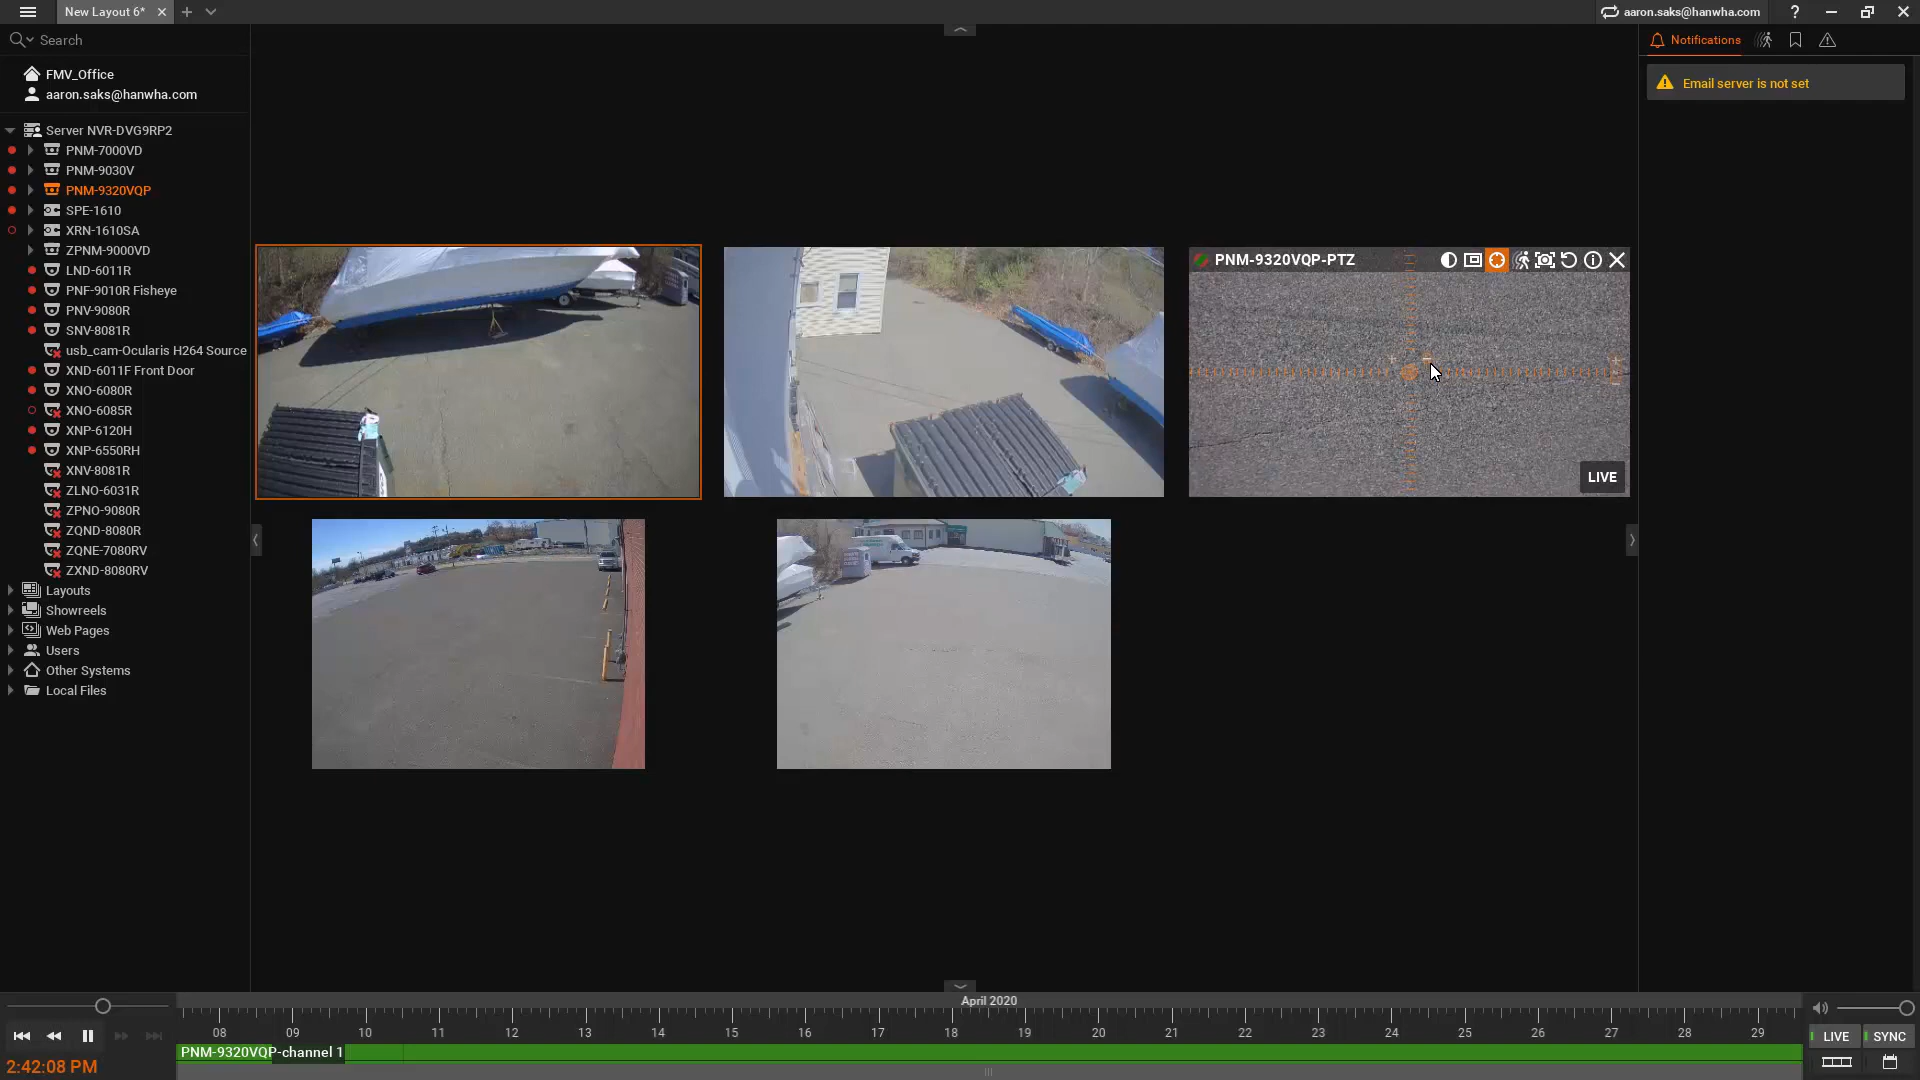 New Layout 6*
aaron.saks@hanwha.com
?
Search
Notifications
FMV_Office
aaron.saks@hanwha.com
Email server is not set
Server NVR-DVG9RP2
PNM-7000VD
PNM-9030V
PNM-9320VQP
SPE-1610
XRN-1610SA
ZPNM-9000VD
LND-6011R
PNF-9010R Fisheye
PNV-9080R
SNV-8081R
usb_cam-Ocularis H264 Source
XND-6011F Front Door
XNO-6080R
XNO-6085R
XNP-6120H
XNP-6550RH
XNV-8081R
ZLNO-6031R
ZPNO-9080R
ZQND-8080R
ZQNE-7080RV
ZXND-8080RV
Layouts
Showreels
Web Pages
Users
Other Systems
Local Files
PNM-9320VQP-PTZ
LIVE
April 2020
08 09 10 11 12 13 14 15 16 17 18 19 20 21 22 23 24 25 26 27 28 29
PNM-9320VQP-channel 1
2:42:08 PM
LIVE
SYNC